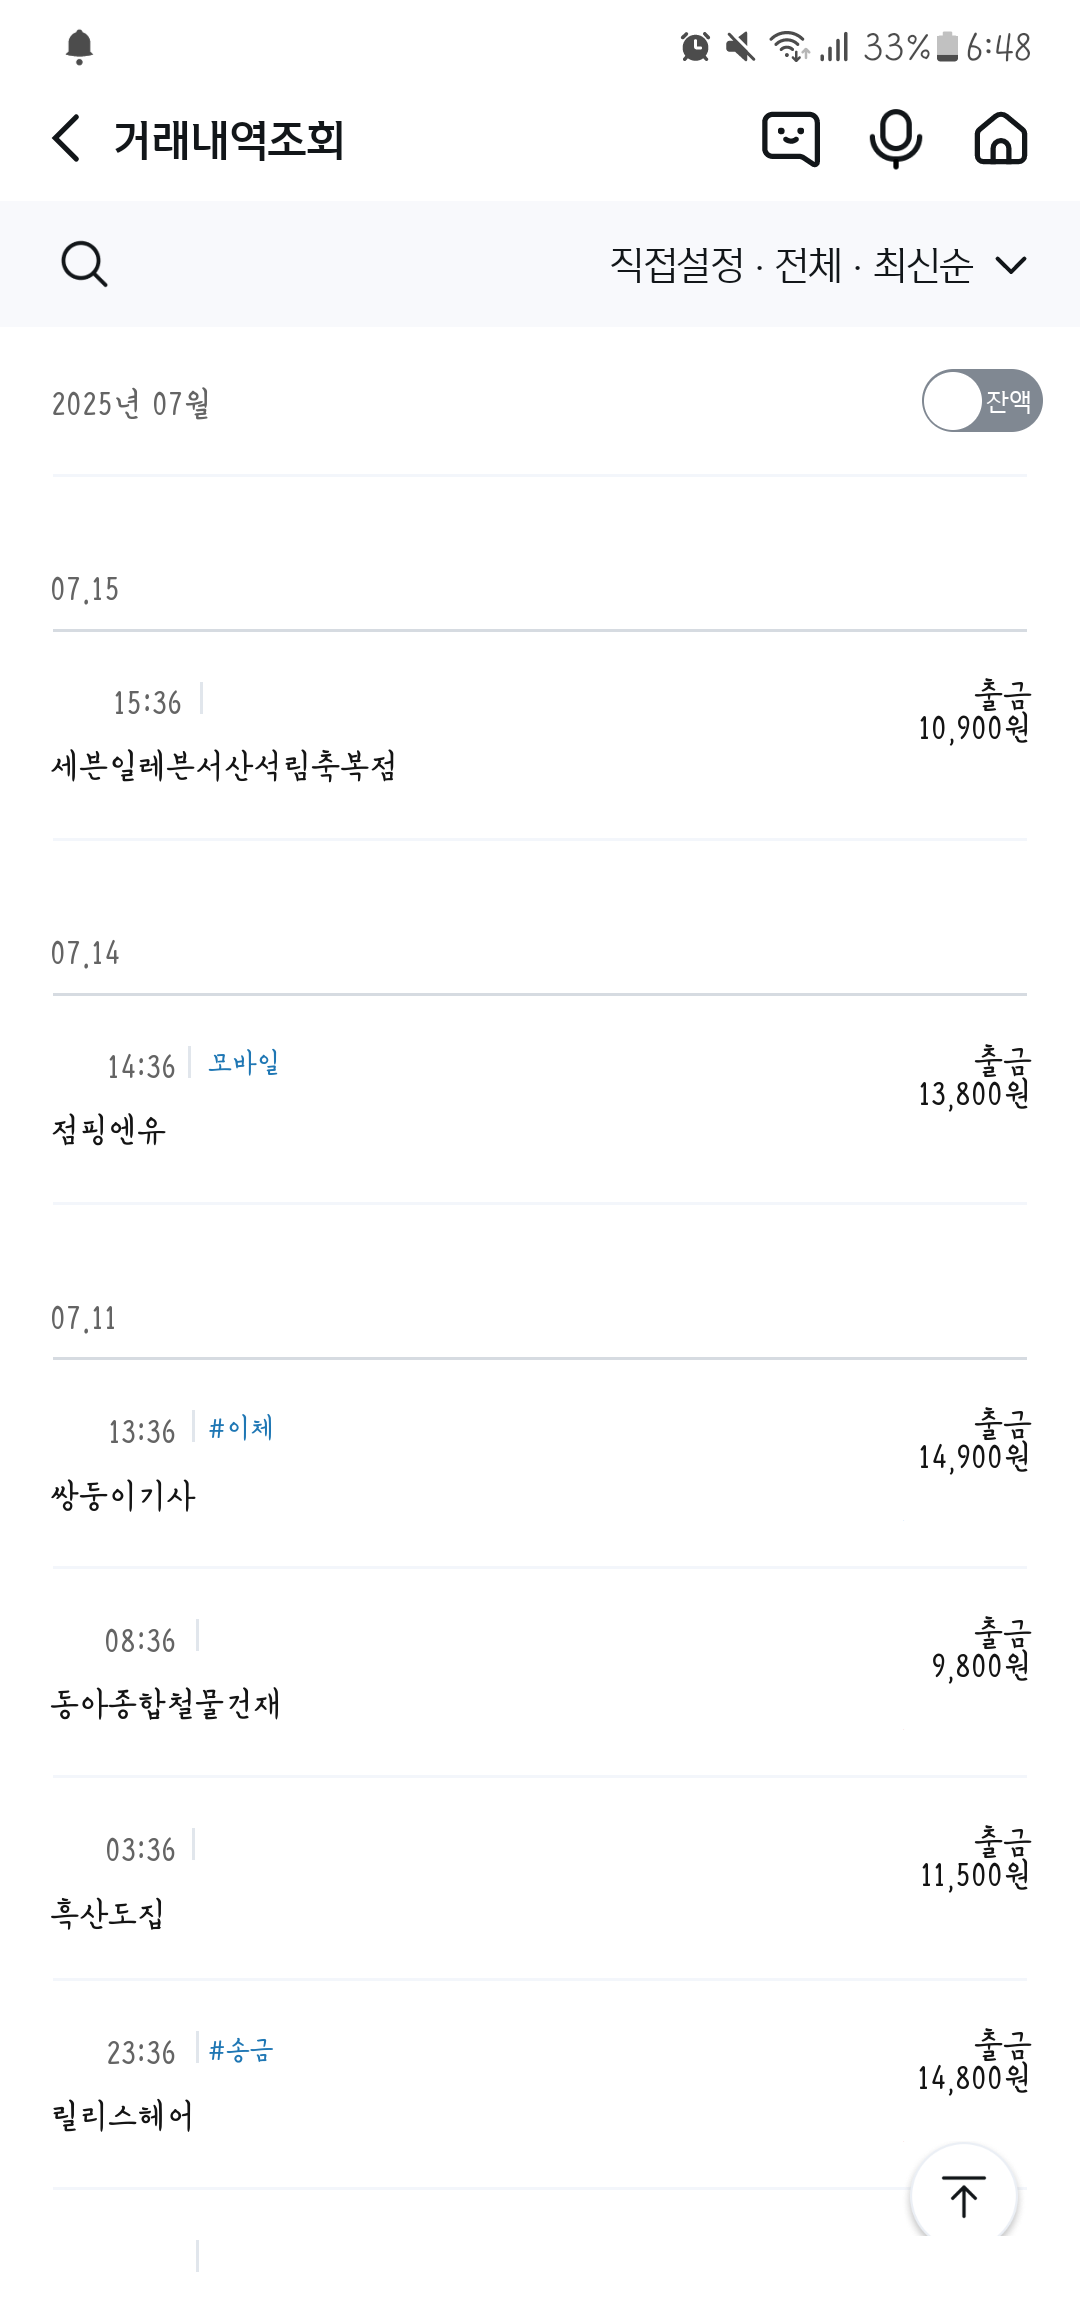 33% 6:48
거래내역조회
직접설정 · 전체 · 최신순
2025년 07월
잔액
07.15
15:36
출금
10,900원
세븐일레븐서산석림축복점
07.14
14:36 모바일
출금
13,800원
점핑엔유
07.11
13:36 #이체
출금
14,900원
쌍둥이기사
08:36
출금
9,800원
동아종합철물건재
03:36
출금
11,500원
흑산도집
23:36 #송금
출금
14,800원
릴리스헤어